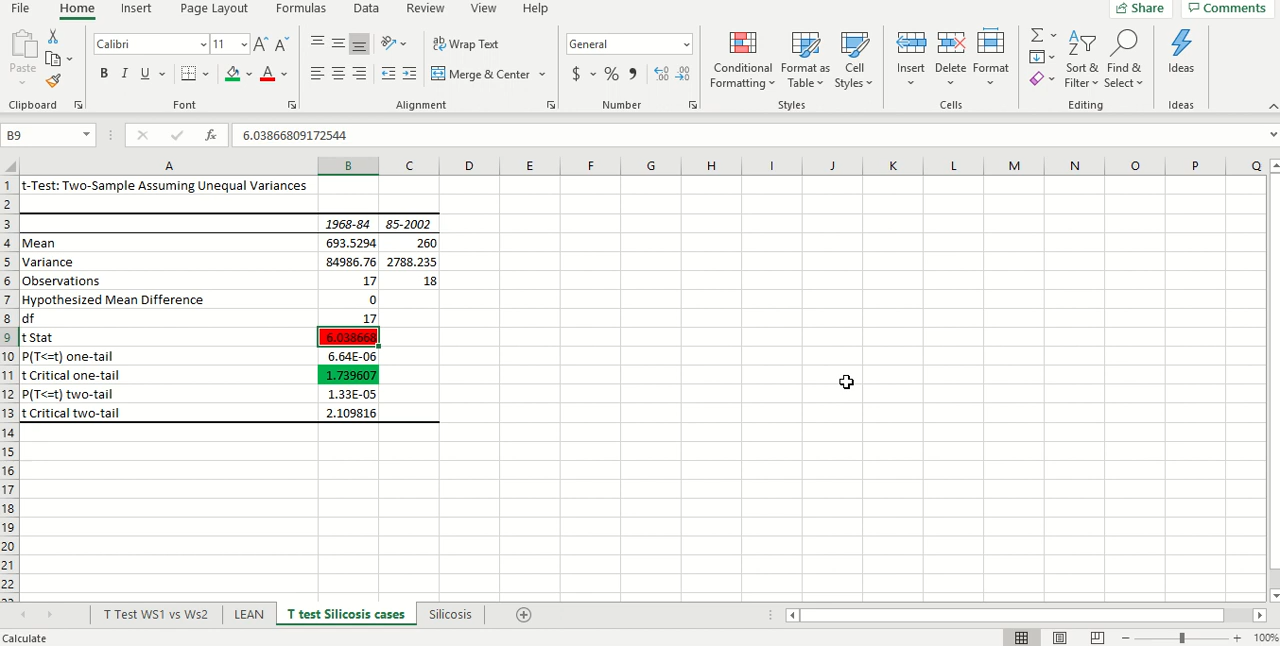 File Home Insert Page Layout Formulas Data Review View Help Share Comments
Calibri 11 A A Wrap Text General
Paste B I U A Merge & Center $ % Conditional Formatting Format as Table Cell Styles Insert Delete Format Sort & Filter Find & Select Ideas
Clipboard Font Alignment Number Styles Cells Editing Ideas
B9 fx 6.03866809172544
A B C D E F G H I J K L M N O P Q
1 t-Test: Two-Sample Assuming Unequal Variances
2
3 1968-84 85-2002
4 Mean 693.5294 260
5 Variance 84986.76 2788.235
6 Observations 17 18
7 Hypothesized Mean Difference 0
8 df 17
9 t Stat 6.038668
10 P(T<=t) one-tail 6.64E-06
11 t Critical one-tail 1.739607
12 P(T<=t) two-tail 1.33E-05
13 t Critical two-tail 2.109816
14
15
16
17
18
19
20
21
22
T Test WS1 vs Ws2 LEAN T test Silicosis cases Silicosis
Calculate 100%